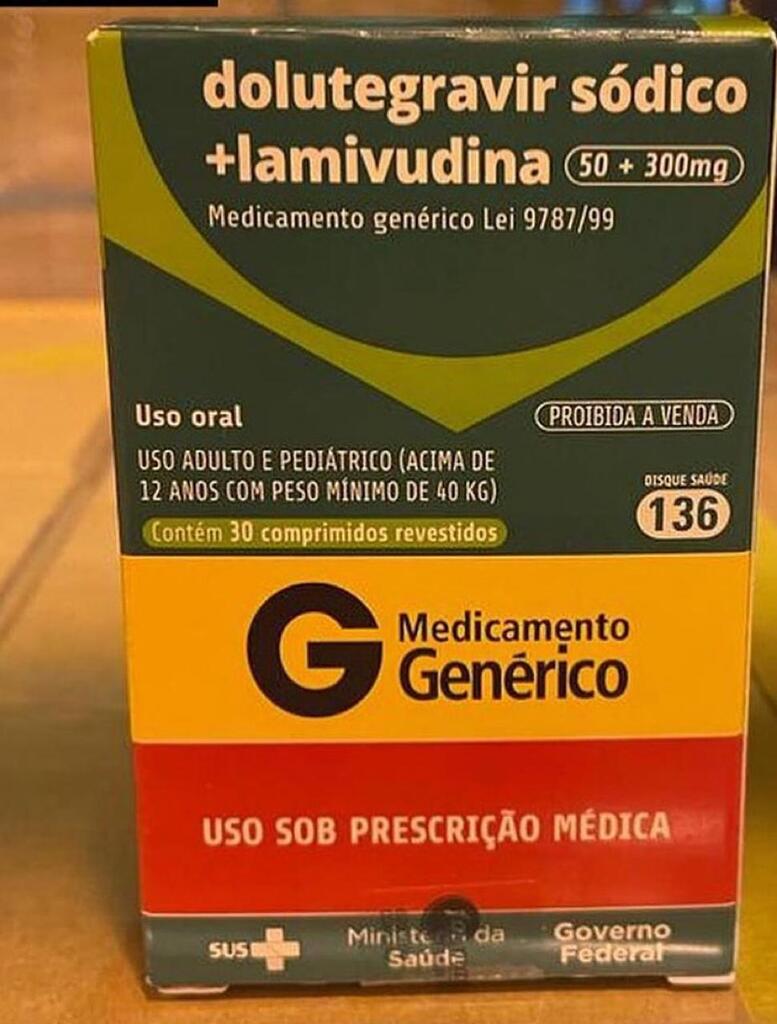 dolutegravir sódico
+lamivudina 50 + 300mg
Medicamento genérico Lei 9787/99
Uso oral
PROIBIDA A VENDA
USO ADULTO E PEDIÁTRICO (ACIMA DE
12 ANOS COM PESO MÍNIMO DE 40 KG)
DISQUE SAÚDE
136
Contém 30 comprimidos revestidos
G Medicamento
Genérico
USO SOB PRESCRIÇÃO MÉDICA
SUS
da
Saúde
Governo
Federal